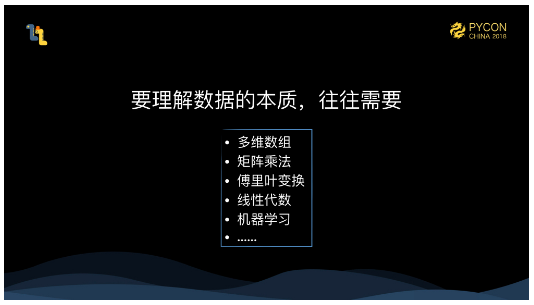 PYCON
CHINA 2018
要理解数据的本质，往往需要
• 多维数组
• 矩阵乘法
• 傅里叶变换
• 线性代数
• 机器学习
• ......